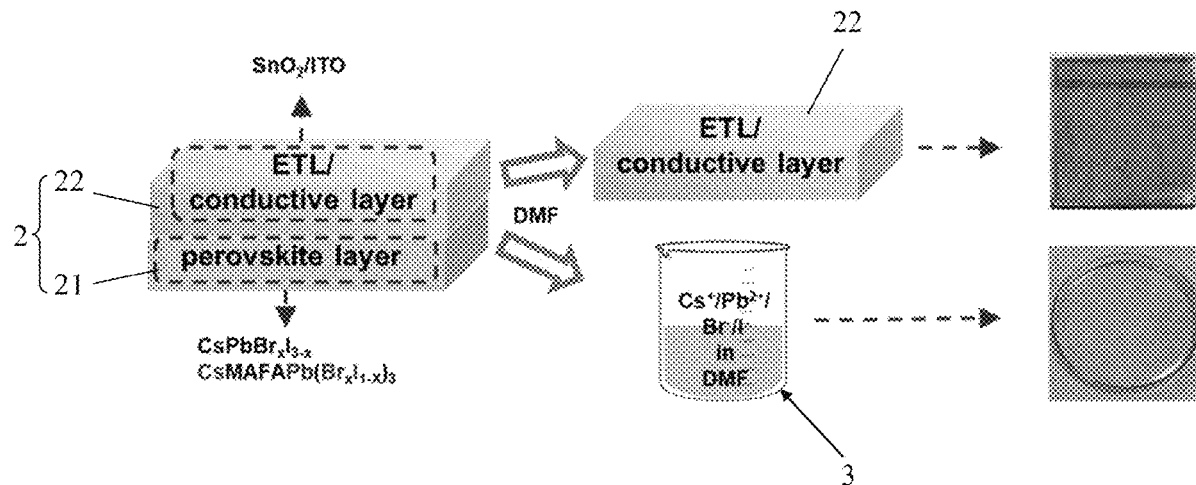 22
SnO₂/ITO
ETL/
conductive layer
22
2
perovskite layer
21
CsPbBrₓI₃₋ₓ
CsMAFAPb(BrₓI₁₋ₓ)₃
DMF
ETL/
conductive layer
Cs⁺/Pb²⁺/
Br⁻/I⁻
in
DMF
3